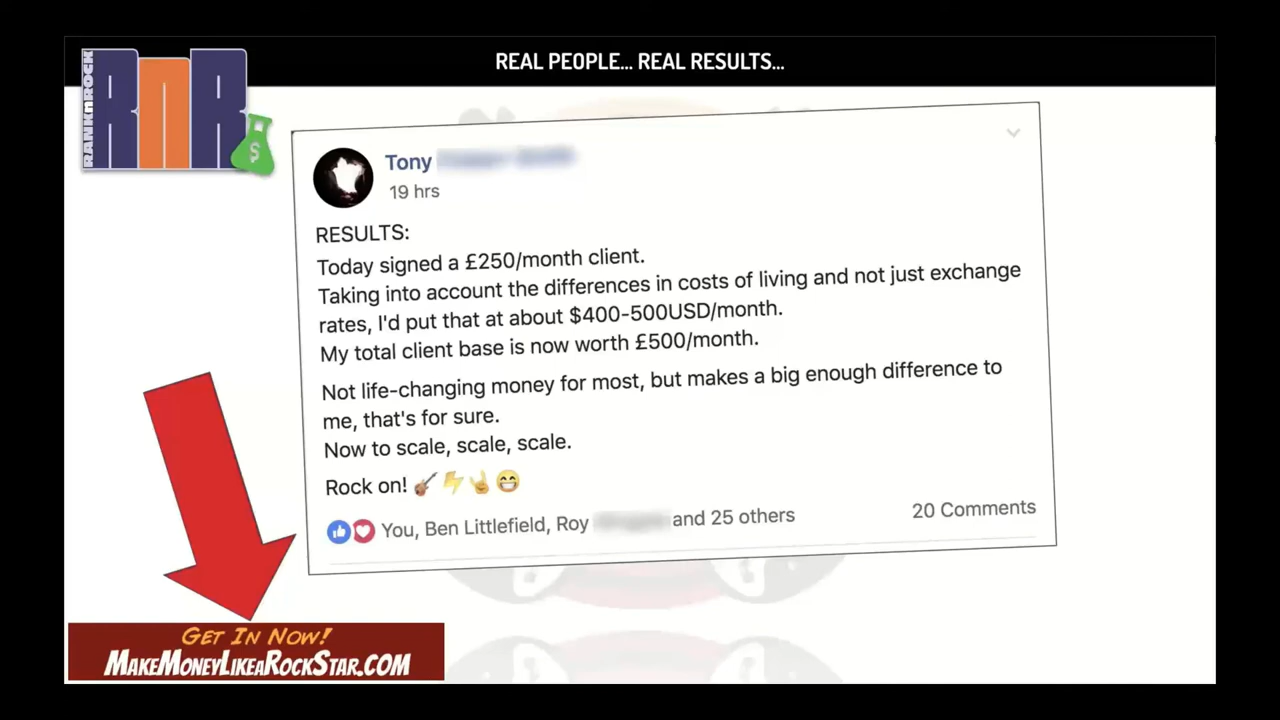 REAL PEOPLE... REAL RESULTS...
RANKnROCK
RnR
$
Tony
19 hrs
RESULTS:
Today signed a £250/month client.
Taking into account the differences in costs of living and not just exchange
rates, I'd put that at about $400-500USD/month.
My total client base is now worth £500/month.
Not life-changing money for most, but makes a big enough difference to
me, that's for sure.
Now to scale, scale, scale.
Rock on! 🎸⚡🤘😁
You, Ben Littlefield, Roy and 25 others
20 Comments
GET IN NOW!
MAKEMONEYLIKEAROCKSTAR.COM